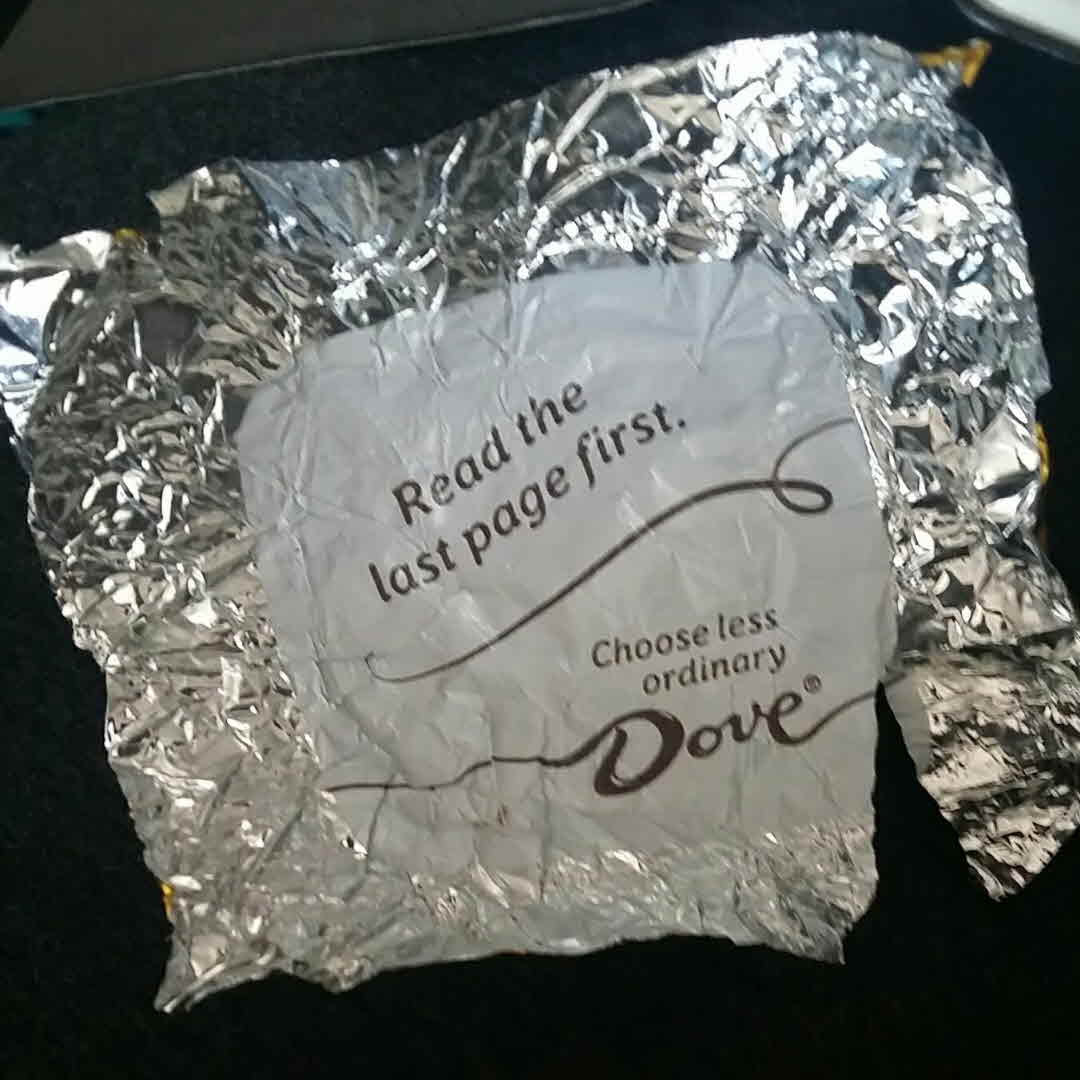 Read the
last page first.
Choose less
ordinary
Dove®